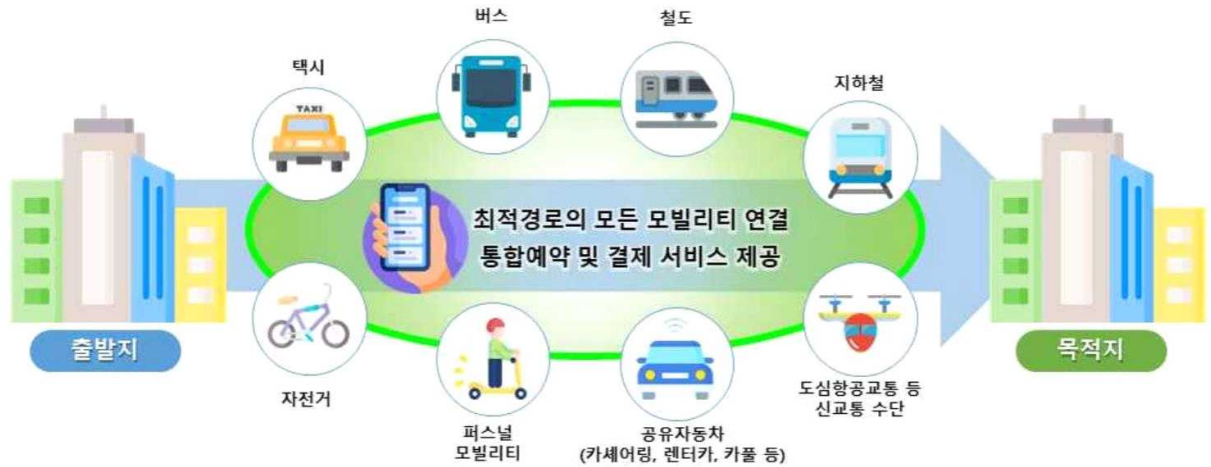 버스
철도
택시
지하철
TAXI
최적경로의 모든 모빌리티 연결
통합예약 및 결제 서비스 제공
출발지
목적지
자전거
퍼스널
모빌리티
공유자동차
(카셰어링, 렌터카, 카풀 등)
도심항공교통 등
신교통 수단